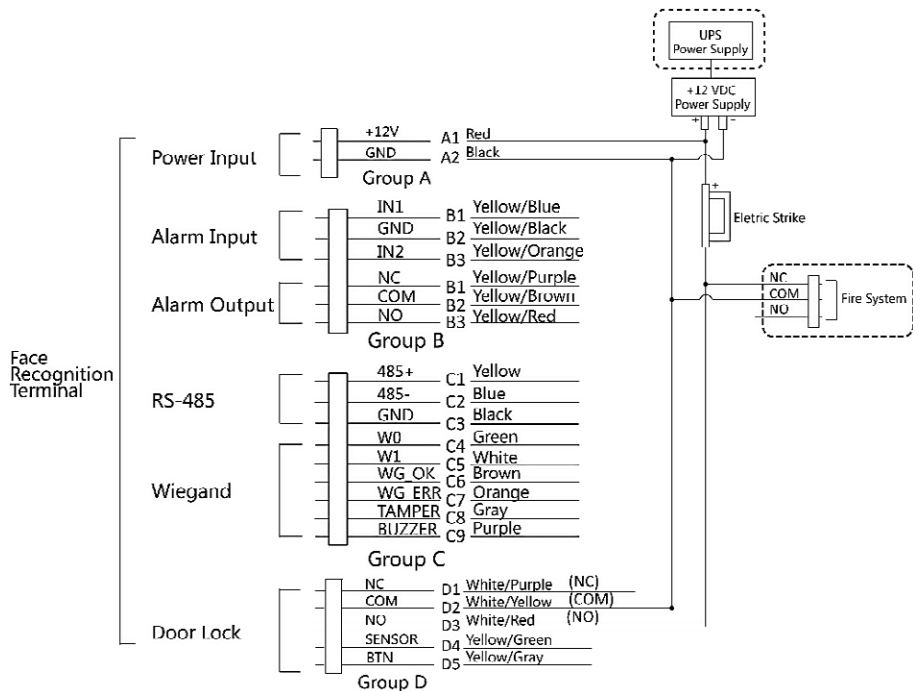 UPS
Power Supply
+12 VDC
Power Supply
+ -
Power Input
+12V A1 Red
GND A2 Black
Group A
+
Eletric Strike
Alarm Input
IN1 B1 Yellow/Blue
GND B2 Yellow/Black
IN2 B3 Yellow/Orange
Alarm Output
NC B1 Yellow/Purple
COM B2 Yellow/Brown
NO B3 Yellow/Red
Group B
NC
COM
NO
Fire System
Face
Recognition
Terminal
RS-485
485+ C1 Yellow
485- C2 Blue
GND C3 Black
Wiegand
W0 C4 Green
W1 C5 White
WG_OK C6 Brown
WG_ERR C7 Orange
TAMPER C8 Gray
BUZZER C9 Purple
Group C
Door Lock
NC D1 White/Purple (NC)
COM D2 White/Yellow (COM)
NO D3 White/Red (NO)
SENSOR D4 Yellow/Green
BTN D5 Yellow/Gray
Group D